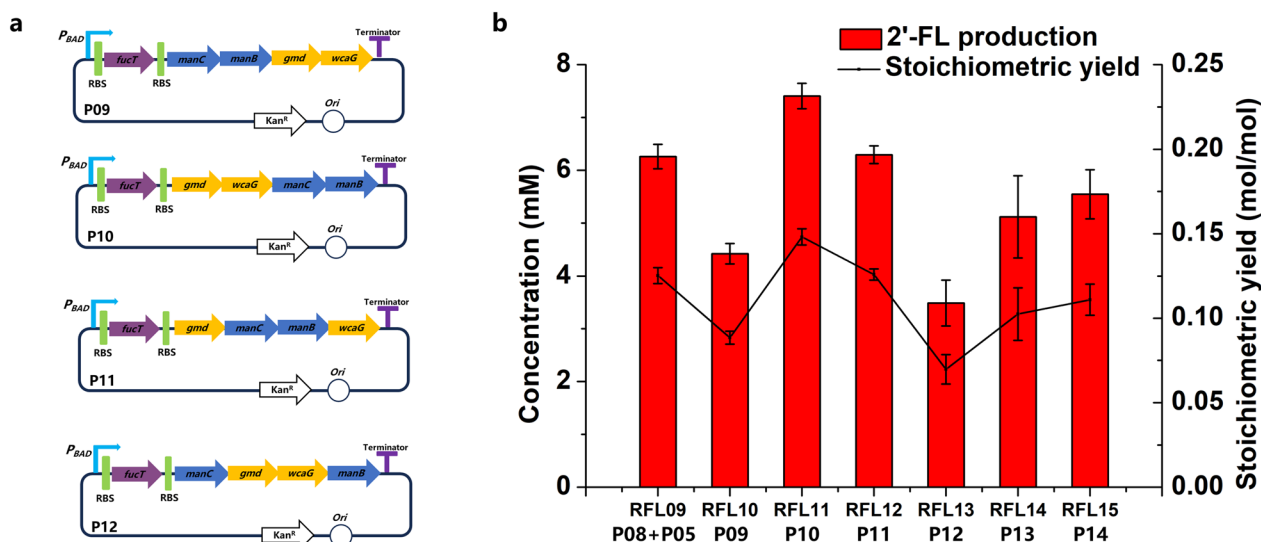 a
P_BAD
Terminator
fucT manC manB gmd wcaG
RBS RBS
P09
Kan^R
Ori
P_BAD
Terminator
fucT gmd wcaG manC manB
RBS RBS
P10
Kan^R
Ori
P_BAD
Terminator
fucT gmd manC manB wcaG
RBS RBS
P11
Kan^R
Ori
P_BAD
Terminator
fucT manC gmd wcaG manB
RBS RBS
P12
Kan^R
Ori
b
2'-FL production
Stoichiometric yield
Concentration (mM)
8
6
4
2
0
Stoichiometric yield (mol/mol)
0.25
0.20
0.15
0.10
0.05
0.00
RFL09 RFL10 RFL11 RFL12 RFL13 RFL14 RFL15
P08+P05 P09 P10 P11 P12 P13 P14